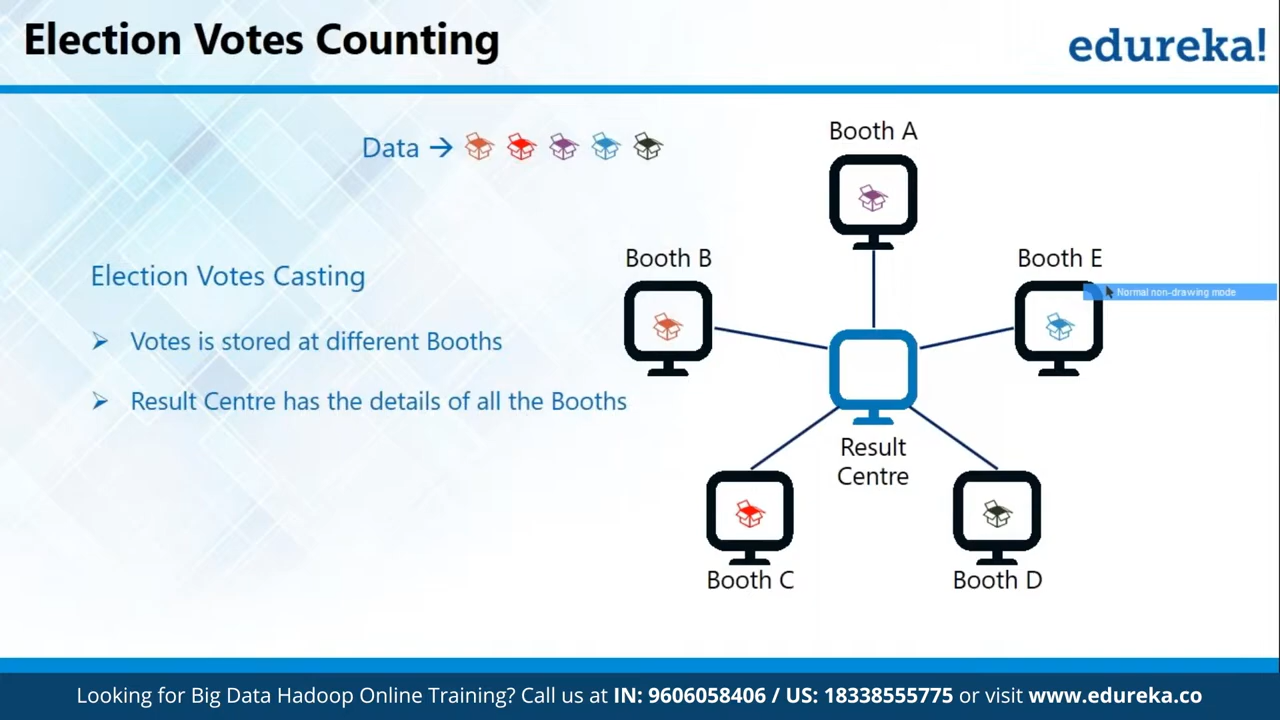 Election Votes Counting
edureka!
Data →
Booth A
Booth B
Booth E
Normal non-drawing mode
Election Votes Casting
➢ Votes is stored at different Booths
➢ Result Centre has the details of all the Booths
Result
Centre
Booth C
Booth D
Looking for Big Data Hadoop Online Training? Call us at IN: 9606058406 / US: 18338555775 or visit www.edureka.co